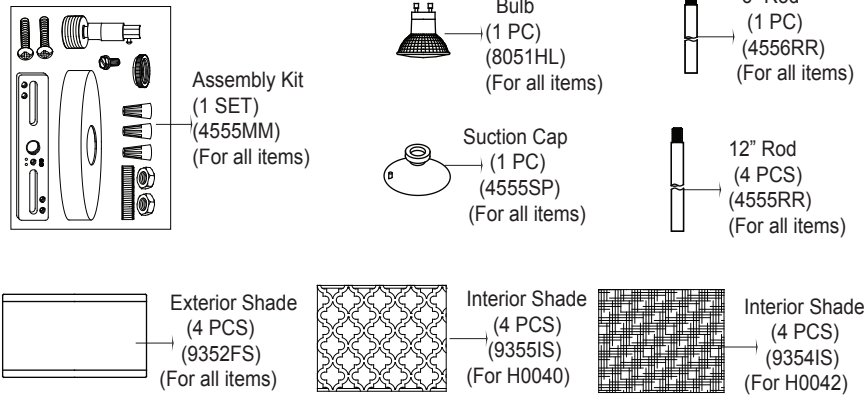 Assembly Kit
(1 SET)
(4555MM)
(For all items)
Bulb
(1 PC)
(8051HL)
(For all items)
Rod
(1 PC)
(4556RR)
(For all items)
Suction Cap
(1 PC)
(4555SP)
(For all items)
12” Rod
(4 PCS)
(4555RR)
(For all items)
Exterior Shade
(4 PCS)
(9352FS)
(For all items)
Interior Shade
(4 PCS)
(9355IS)
(For H0040)
Interior Shade
(4 PCS)
(9354IS)
(For H0042)